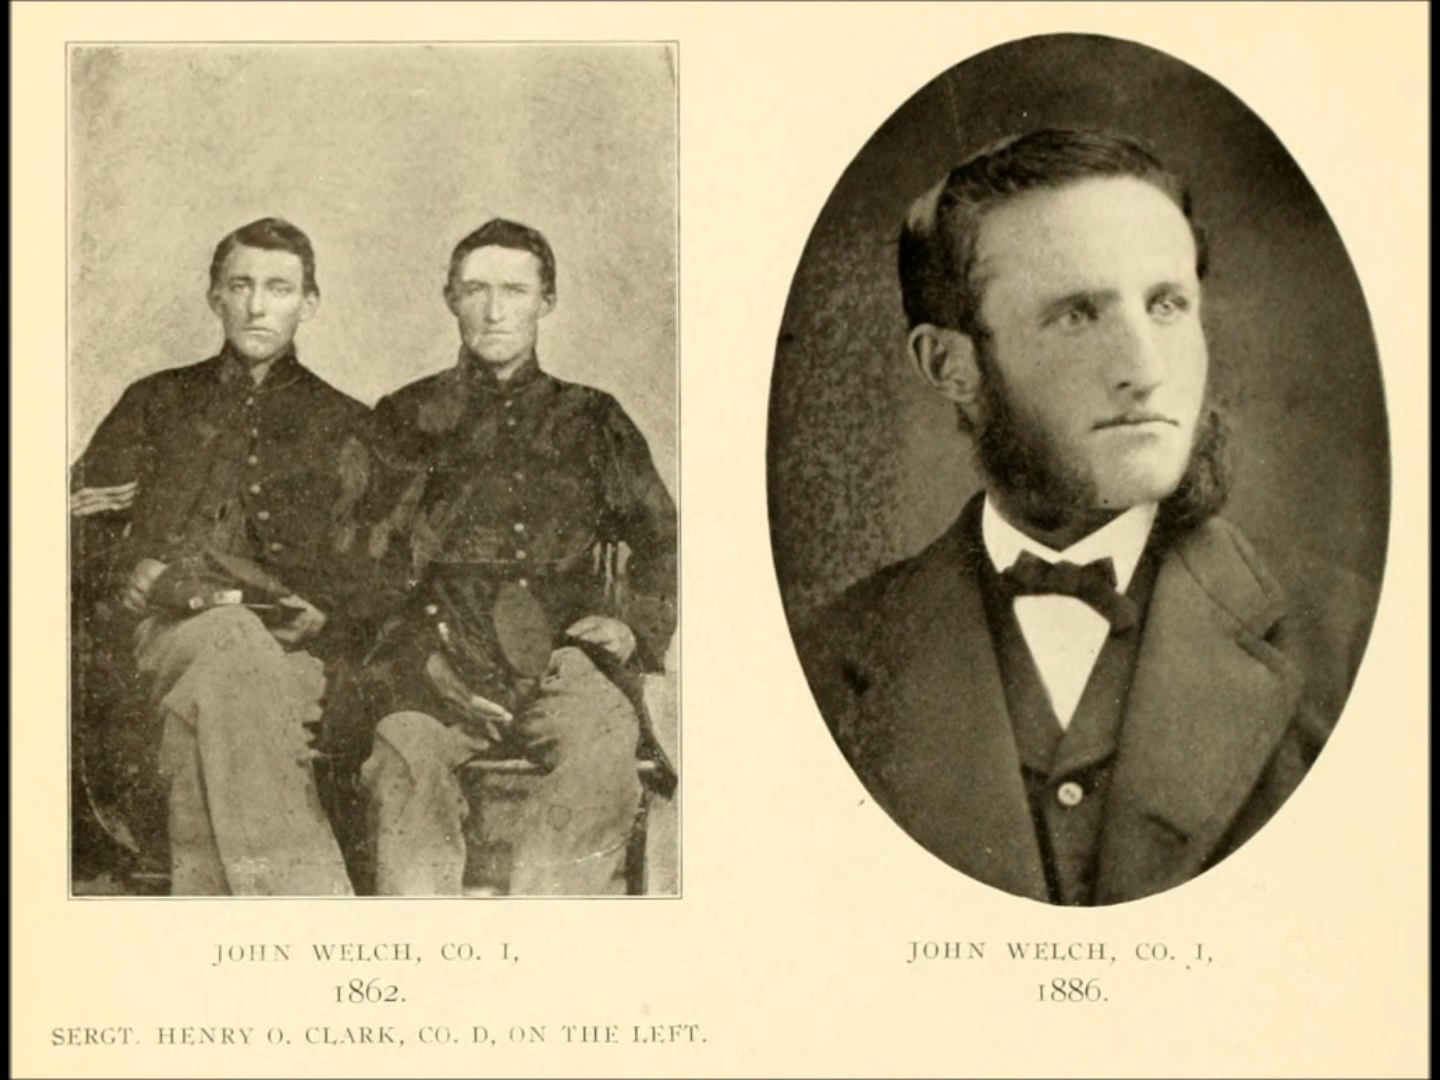 JOHN WELCH, CO. I,
1862.
SERGT. HENRY O. CLARK, CO. D, ON THE LEFT.
JOHN WELCH, CO. I,
1886.